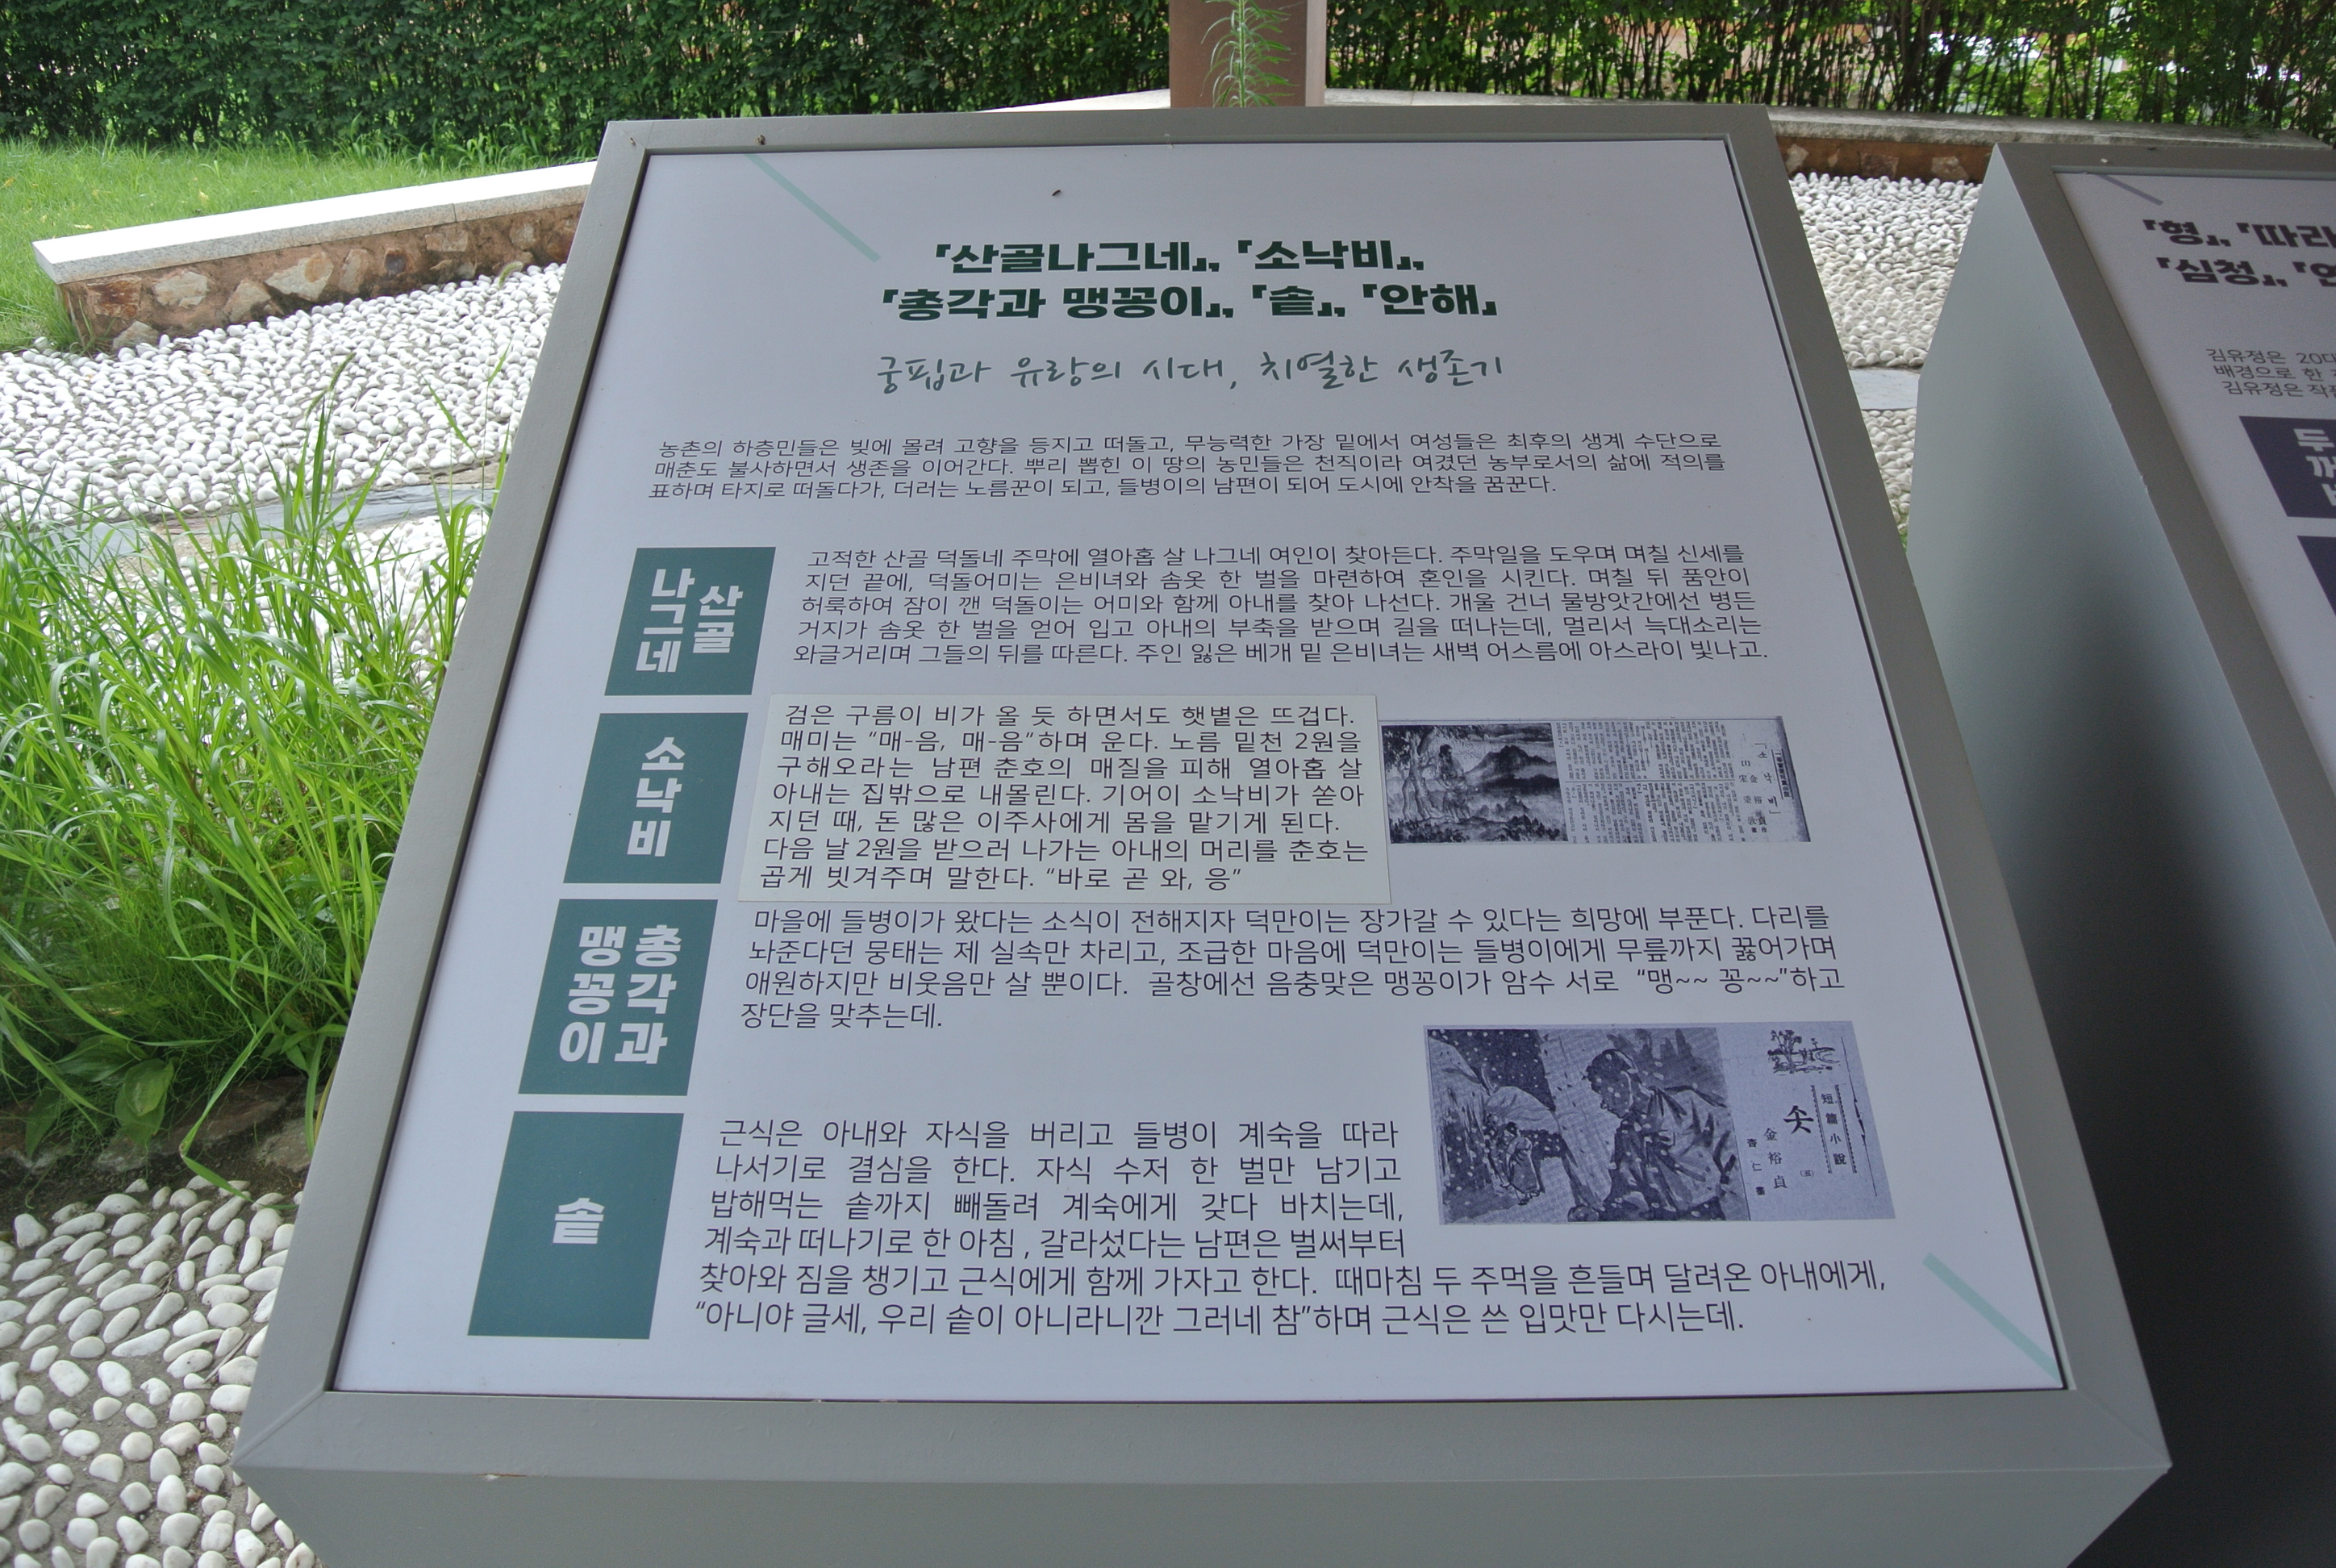 「산골나그네」, 「소낙비」,
「총각과 맹꽁이」, 「솥」, 「안해」
궁핍과 유랑의 시대, 치열한 생존기
농촌의 하층민들은 빚에 몰려 고향을 등지고 떠돌고, 무능력한 가장 밑에서 여성들은 최후의 생계 수단으로
매춘도 불사하면서 생존을 이어간다. 뿌리 뽑힌 이 땅의 농민들은 천직이라 여겼던 농부로서의 삶에 적의를
표하며 타지로 떠돌다가, 더러는 노름꾼이 되고, 들병이의 남편이 되어 도시에 안착을 꿈꾼다.
산골
나그네
고적한 산골 덕돌네 주막에 열아홉 살 나그네 여인이 찾아든다. 주막일을 도우며 며칠 신세를
지던 끝에, 덕돌어미는 은비녀와 솜옷 한 벌을 마련하여 혼인을 시킨다. 며칠 뒤 품안이
허룩하여 잠이 깬 덕돌이는 어미와 함께 아내를 찾아 나선다. 개울 건너 물방앗간에선 병든
거지가 솜옷 한 벌을 얻어 입고 아내의 부축을 받으며 길을 떠나는데, 멀리서 늑대소리는
와글거리며 그들의 뒤를 따른다. 주인 잃은 베개 밑 은비녀는 새벽 어스름에 아스라이 빛나고.
소낙비
검은 구름이 비가 올 듯 하면서도 햇볕은 뜨겁다.
매미는 “매-음, 매-음”하며 운다. 노름 밑천 2원을
구해오라는 남편 춘호의 매질을 피해 열아홉 살
아내는 집밖으로 내몰린다. 기어이 소낙비가 쏟아
지던 때, 돈 많은 이주사에게 몸을 맡기게 된다.
다음 날 2원을 받으러 나가는 아내의 머리를 춘호는
곱게 빗겨주며 말한다. “바로 곧 와, 응”
소낙비
총각과
맹꽁이
마을에 들병이가 왔다는 소식이 전해지자 덕만이는 장가갈 수 있다는 희망에 부푼다. 다리를
놔준다던 뭉태는 제 실속만 차리고, 조급한 마음에 덕만이는 들병이에게 무릎까지 꿇어가며
애원하지만 비웃음만 살 뿐이다. 골창에선 음충맞은 맹꽁이가 암수 서로 “맹~~ 꽁~~”하고
장단을 맞추는데.
솥
근식은 아내와 자식을 버리고 들병이 계숙을 따라
나서기로 결심을 한다. 자식 수저 한 벌만 남기고
밥해먹는 솥까지 빼돌려 계숙에게 갖다 바치는데,
계숙과 떠나기로 한 아침 , 갈라섰다는 남편은 벌써부터
찾아와 짐을 챙기고 근식에게 함께 가자고 한다. 때마침 두 주먹을 흔들며 달려온 아내에게,
“아니야 글세, 우리 솥이 아니라니깐 그러네 참”하며 근식은 쓴 입맛만 다시는데.
短篇小說
솟
金裕貞
「형」, 「따라
「심청」,
김유정은 20대
배경으로 한
김유정은 직
두